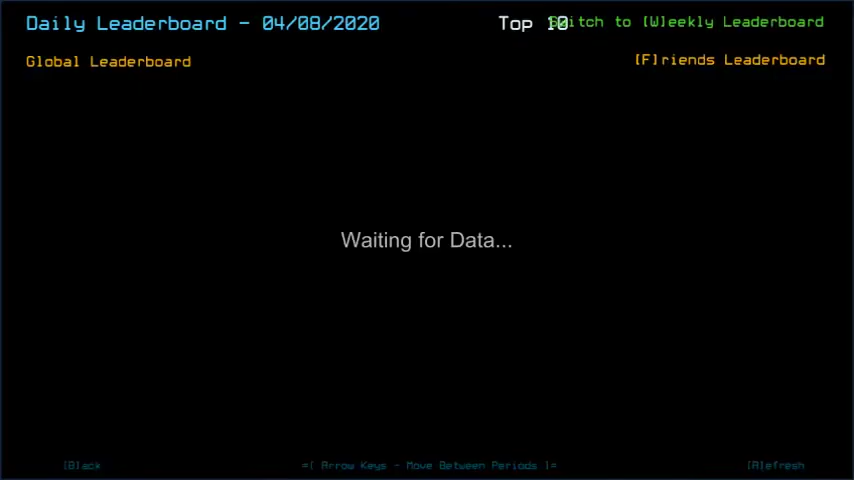 Daily Leaderboard - 04/08/2020 Top 10 Switch to [W]eekly Leaderboard
Global Leaderboard [F]riends Leaderboard
Waiting for Data...
[B]ack =[ Arrow Keys - Move Between Periods ]= [R]efresh